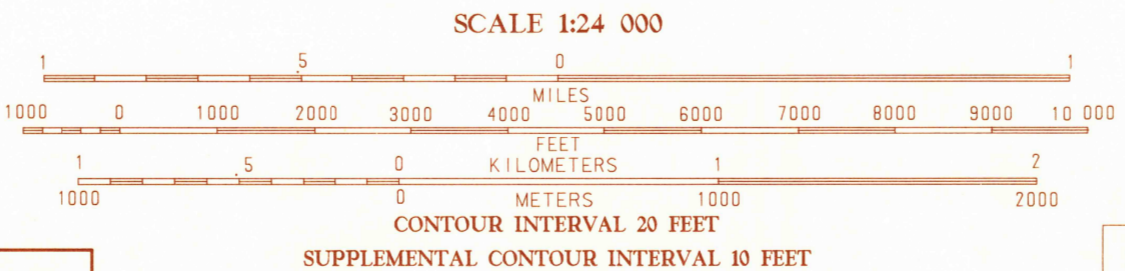 SCALE 1:24 000
1 .5 0 1
MILES
1000 0 1000 2000 3000 4000 5000 6000 7000 8000 9000 10 000
FEET
1 .5 0 KILOMETERS 1 2
1000 0 METERS 1000 2000
CONTOUR INTERVAL 20 FEET
SUPPLEMENTAL CONTOUR INTERVAL 10 FEET